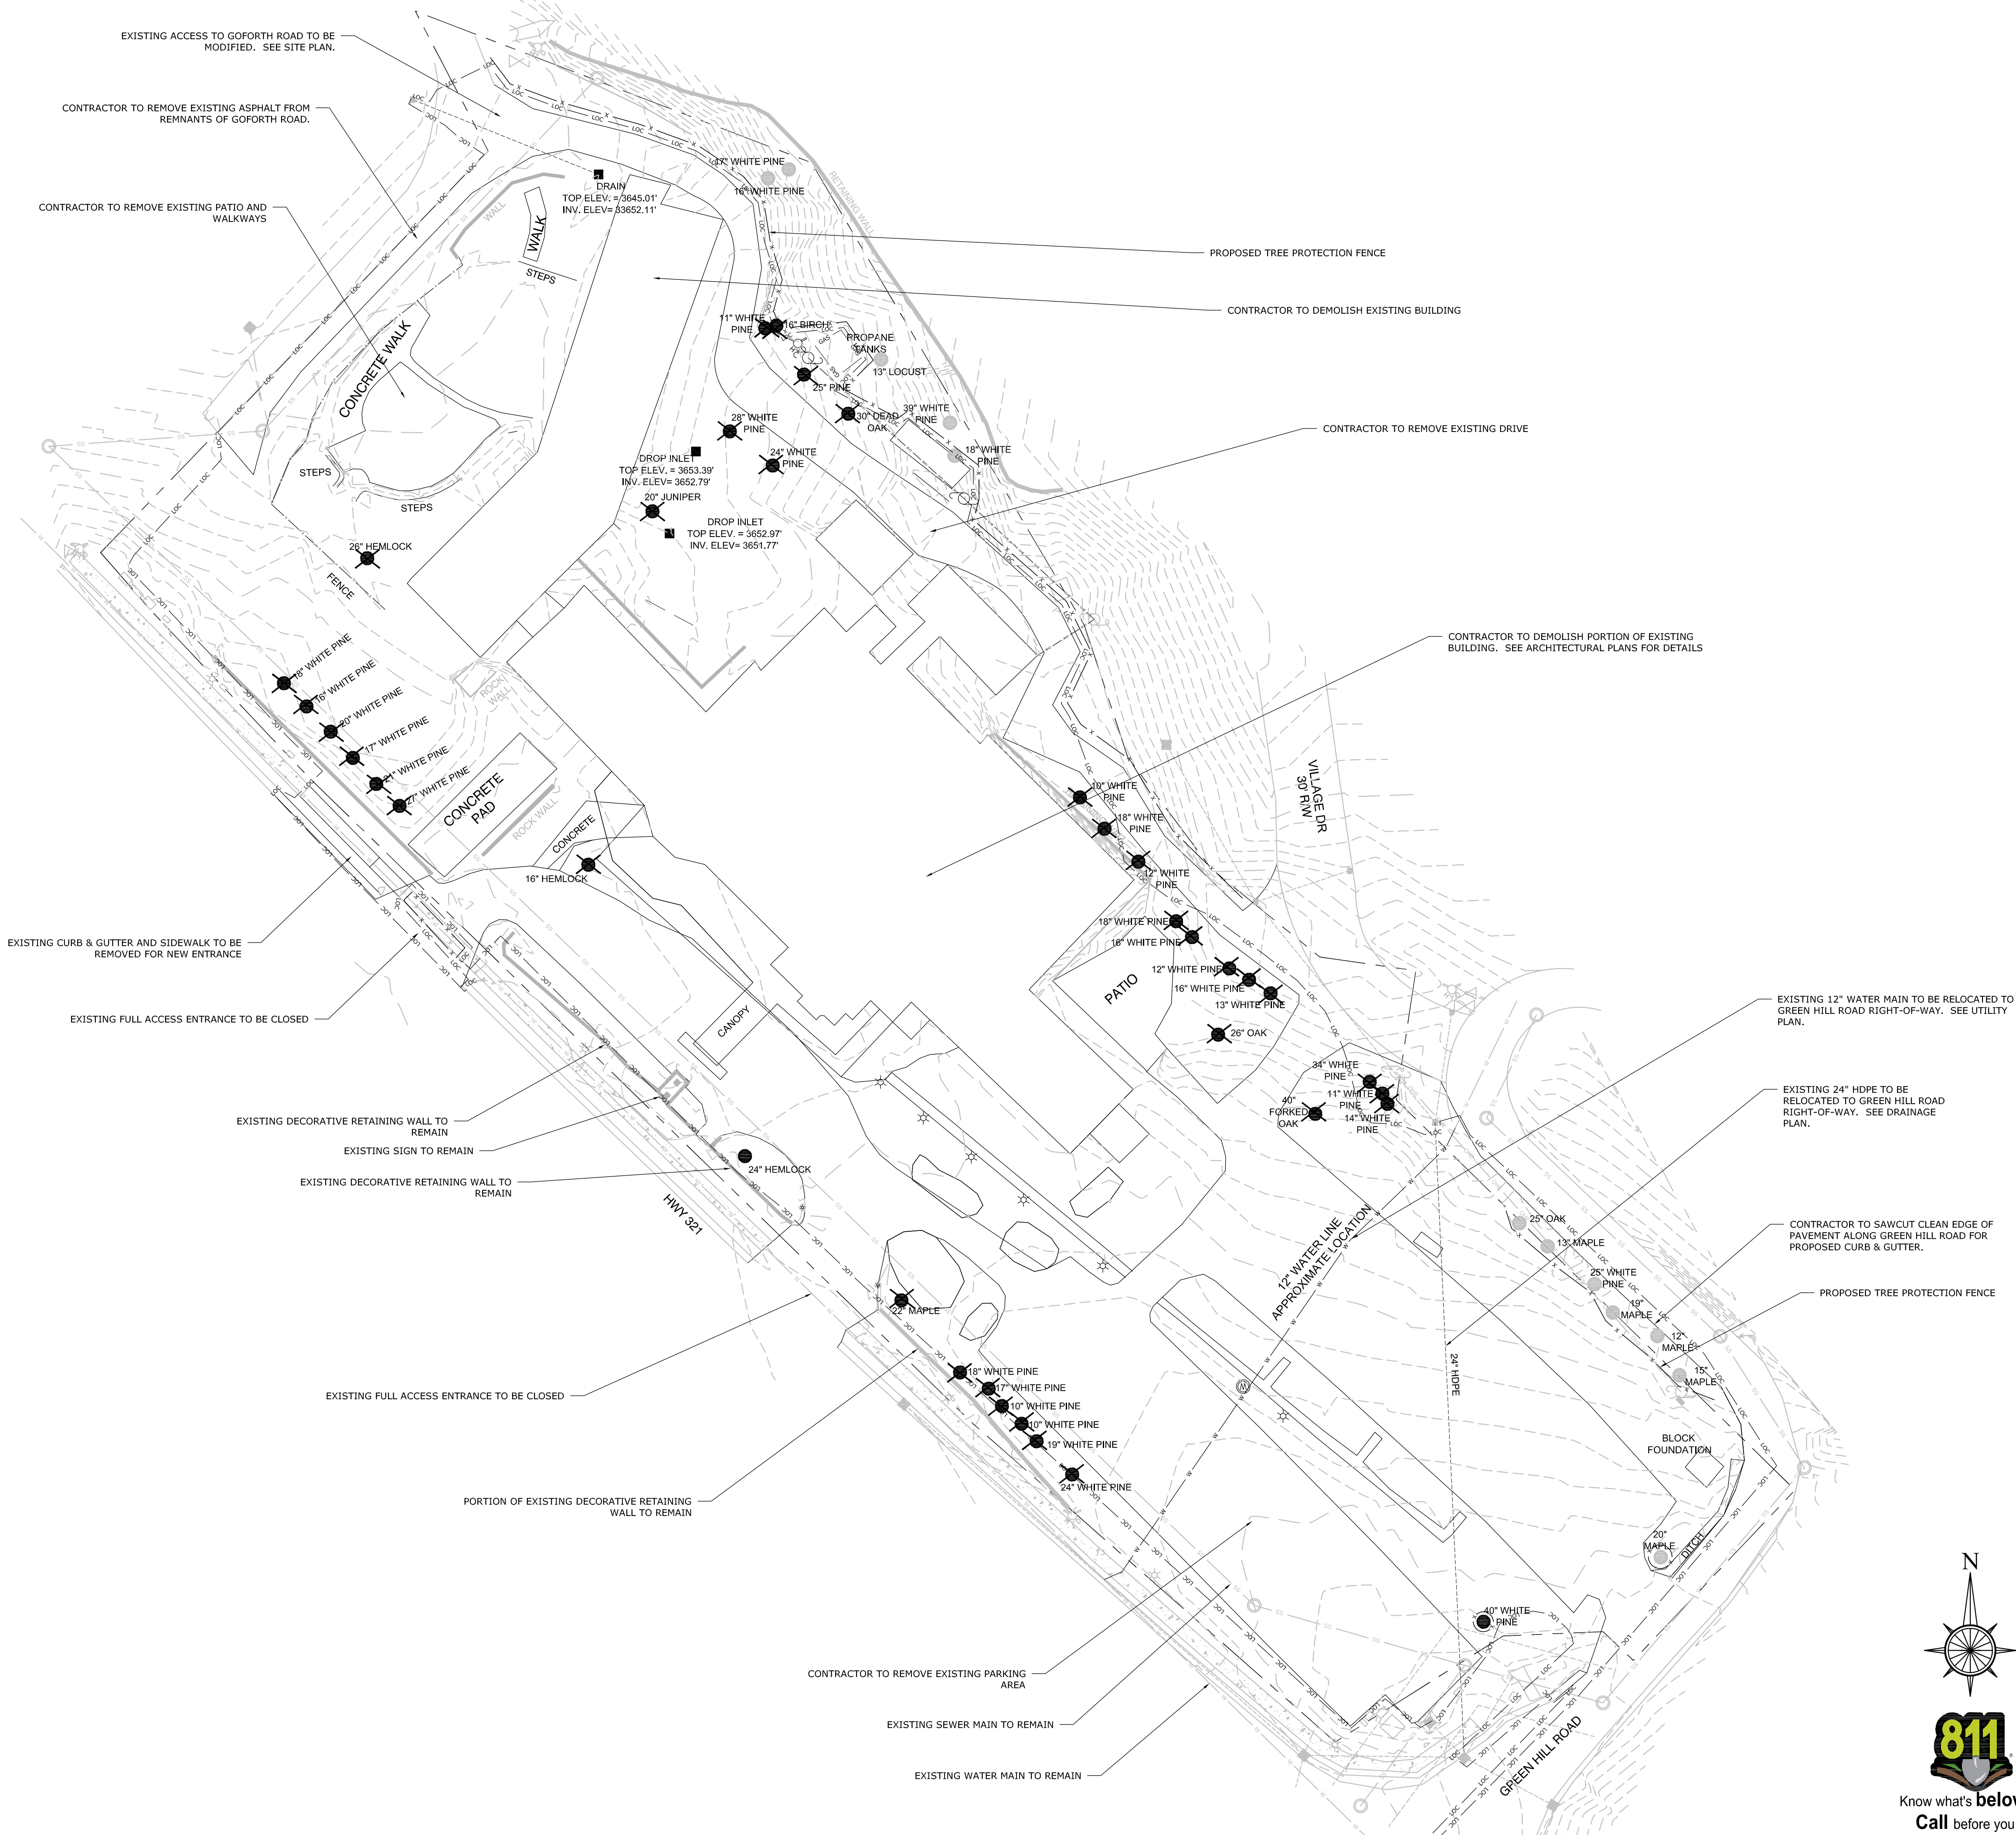 EXISTING ACCESS TO GOFORTH ROAD TO BE
MODIFIED. SEE SITE PLAN.
CONTRACTOR TO REMOVE EXISTING ASPHALT FROM
REMNANTS OF GOFORTH ROAD.
CONTRACTOR TO REMOVE EXISTING PATIO AND
WALKWAYS
DRAIN
TOP ELEV. = 3645.01'
INV. ELEV= 33652.11'
WALL
WALK
STEPS
17" WHITE PINE
16" WHITE PINE
RETAINING WALL
PROPOSED TREE PROTECTION FENCE
CONTRACTOR TO DEMOLISH EXISTING BUILDING
CONCRETE WALK
11" WHITE
PINE
16" BIRCH
GAS
PROPANE
TANKS
13" LOCUST
25" PINE
30" DEAD
OAK
39" WHITE
PINE
28" WHITE
PINE
24" WHITE
PINE
18" WHITE
PINE
CONTRACTOR TO REMOVE EXISTING DRIVE
DROP INLET
TOP ELEV. = 3653.39'
INV. ELEV= 3652.79'
20" JUNIPER
DROP INLET
TOP ELEV. = 3652.97'
INV. ELEV= 3651.77'
STEPS
STEPS
26" HEMLOCK
FENCE
18" WHITE PINE
16" WHITE PINE
20" WHITE PINE
17" WHITE PINE
21" WHITE PINE
27" WHITE PINE
ROCK
WALL
CONCRETE
PAD
ROCK WALL
CONCRETE
16" HEMLOCK
CONTRACTOR TO DEMOLISH PORTION OF EXISTING
BUILDING. SEE ARCHITECTURAL PLANS FOR DETAILS
VILLAGE DR
30' R/W
10" WHITE
PINE
18" WHITE
PINE
12" WHITE
PINE
18" WHITE PINE
16" WHITE PINE
12" WHITE PINE
16" WHITE PINE
13" WHITE PINE
PATIO
26" OAK
CANOPY
EXISTING CURB & GUTTER AND SIDEWALK TO BE
REMOVED FOR NEW ENTRANCE
EXISTING FULL ACCESS ENTRANCE TO BE CLOSED
EXISTING DECORATIVE RETAINING WALL TO
REMAIN
EXISTING SIGN TO REMAIN
EXISTING DECORATIVE RETAINING WALL TO
REMAIN
24" HEMLOCK
HWY 321
34" WHITE
PINE
11" WHITE
PINE
14" WHITE
PINE
40"
FORKED
OAK
EXISTING 12" WATER MAIN TO BE RELOCATED TO
GREEN HILL ROAD RIGHT-OF-WAY. SEE UTILITY
PLAN.
EXISTING 24" HDPE TO BE
RELOCATED TO GREEN HILL ROAD
RIGHT-OF-WAY. SEE DRAINAGE
PLAN.
CONTRACTOR TO SAWCUT CLEAN EDGE OF
PAVEMENT ALONG GREEN HILL ROAD FOR
PROPOSED CURB & GUTTER.
PROPOSED TREE PROTECTION FENCE
12" WATER LINE
APPROXIMATE LOCATION
25" OAK
13" MAPLE
25" WHITE
PINE
19"
MAPLE
12"
MAPLE
15"
MAPLE
24" HDPE
22" MAPLE
18" WHITE PINE
17" WHITE PINE
10" WHITE PINE
10" WHITE PINE
19" WHITE PINE
24" WHITE PINE
EXISTING FULL ACCESS ENTRANCE TO BE CLOSED
PORTION OF EXISTING DECORATIVE RETAINING
WALL TO REMAIN
BLOCK
FOUNDATION
20"
MAPLE
DITCH
40" WHITE
PINE
CONTRACTOR TO REMOVE EXISTING PARKING
AREA
EXISTING SEWER MAIN TO REMAIN
EXISTING WATER MAIN TO REMAIN
GREEN HILL ROAD
N
811
Know what's below
Call before you